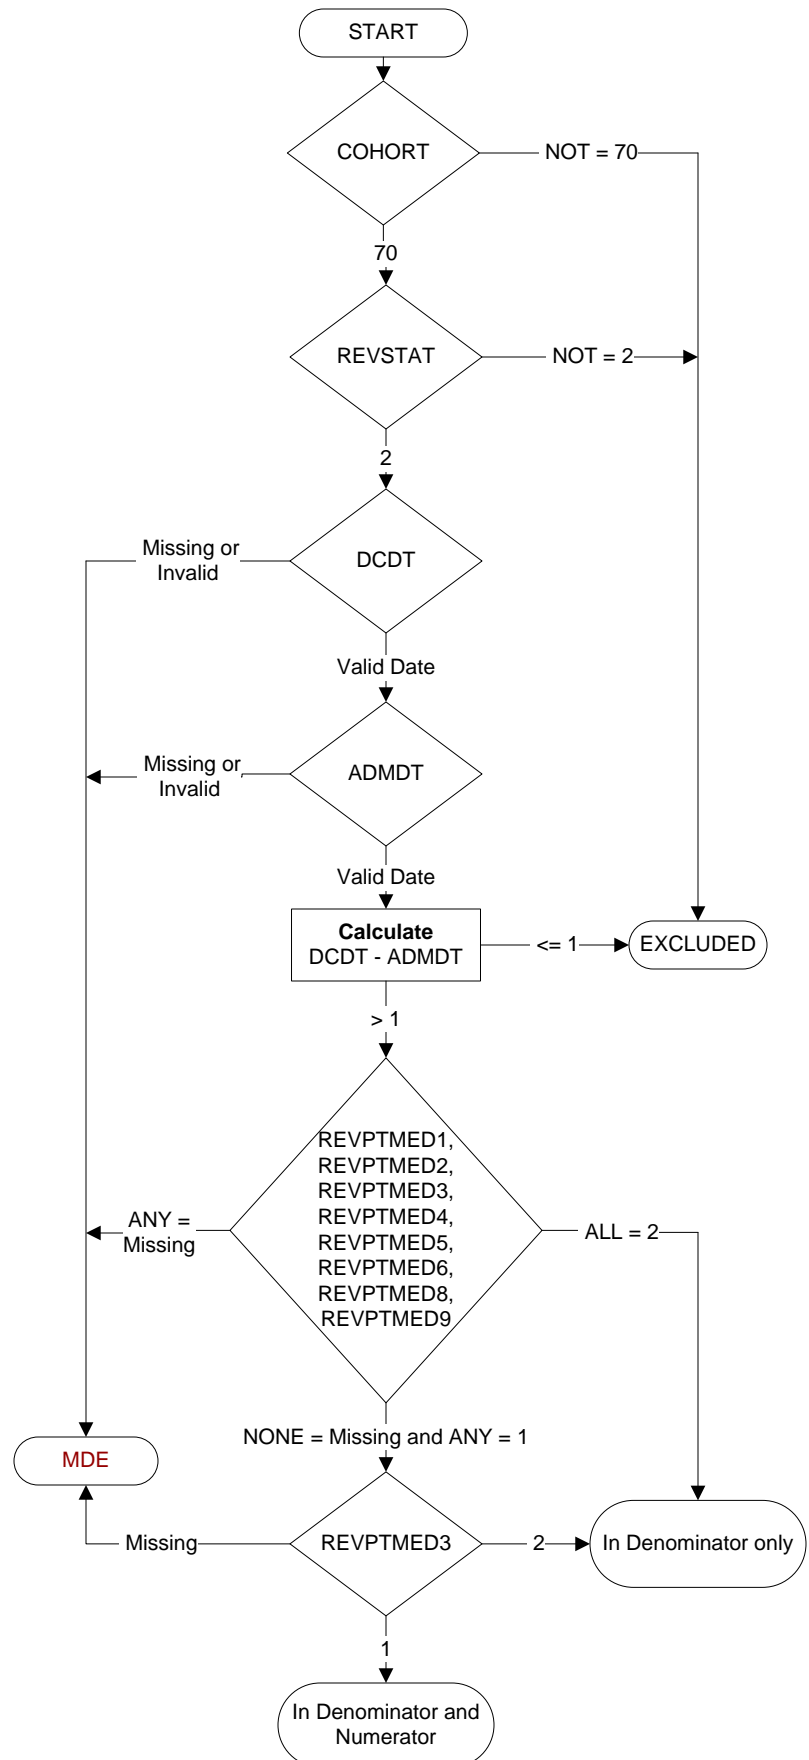 START
COHORT
NOT = 70
70
REVSTAT
NOT = 2
2
Missing or
Invalid
DCDT
Valid Date
Missing or
Invalid
ADMDT
Valid Date
Calculate
DCDT - ADMDT
<= 1
EXCLUDED
> 1
REVPTMED1,
REVPTMED2,
REVPTMED3,
REVPTMED4,
REVPTMED5,
REVPTMED6,
REVPTMED8,
REVPTMED9
ANY =
Missing
ALL = 2
NONE = Missing and ANY = 1
MDE
Missing
REVPTMED3
2
In Denominator only
1
In Denominator and
Numerator